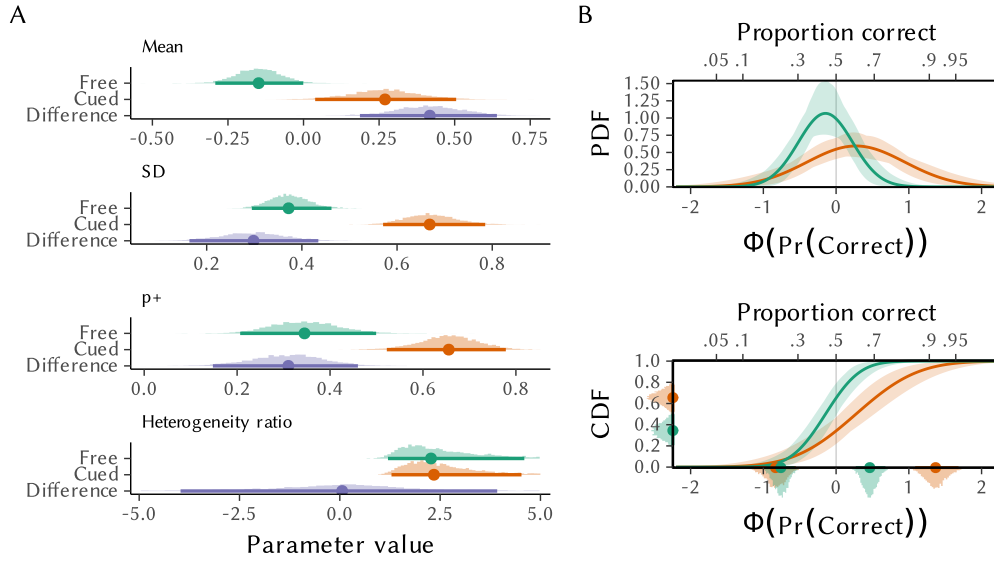 A
Mean
Free
Cued
Difference
-0.50 -0.25 0.00 0.25 0.50 0.75
SD
Free
Cued
Difference
0.2 0.4 0.6 0.8
p+
Free
Cued
Difference
0.0 0.2 0.4 0.6 0.8
Heterogeneity ratio
Free
Cued
Difference
-5.0 -2.5 0.0 2.5 5.0
Parameter value
B
Proportion correct
.05 .1 .3 .5 .7 .9 .95
PDF
1.50
1.25
1.00
0.75
0.50
0.25
0.00
-2 -1 0 1 2
Φ(Pr(Correct))
Proportion correct
.05 .1 .3 .5 .7 .9 .95
CDF
1.0
0.8
0.6
0.4
0.2
0.0
-2 -1 0 1 2
Φ(Pr(Correct))